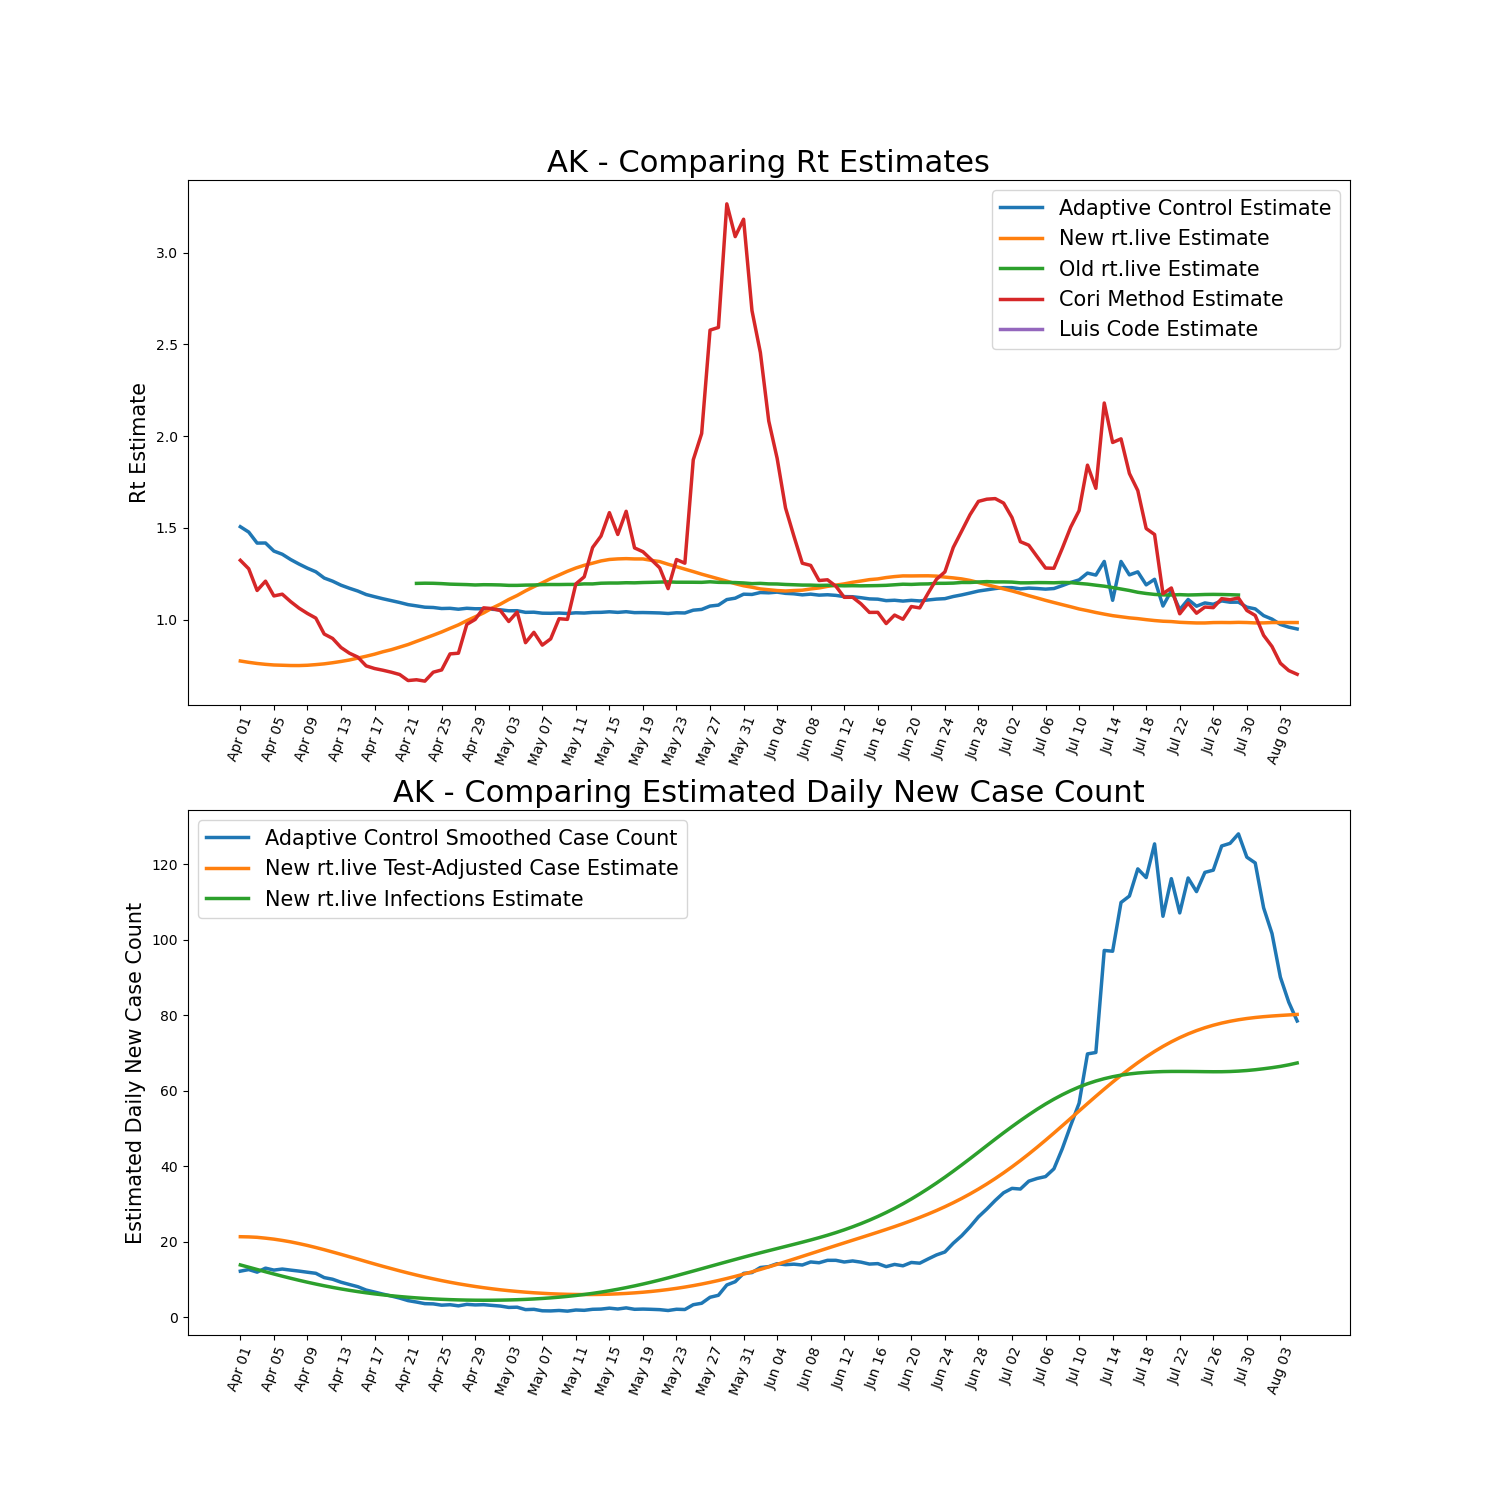 AK - Comparing Rt Estimates
Adaptive Control Estimate
New rt.live Estimate
Old rt.live Estimate
Cori Method Estimate
Luis Code Estimate
Rt Estimate
3.0
2.5
2.0
1.5
1.0
Apr 01 Apr 05 Apr 09 Apr 13 Apr 17 Apr 21 Apr 25 Apr 29 May 03 May 07 May 11 May 15 May 19 May 23 May 27 May 31 Jun 04 Jun 08 Jun 12 Jun 16 Jun 20 Jun 24 Jun 28 Jul 02 Jul 06 Jul 10 Jul 14 Jul 18 Jul 22 Jul 26 Jul 30 Aug 03
AK - Comparing Estimated Daily New Case Count
Adaptive Control Smoothed Case Count
New rt.live Test-Adjusted Case Estimate
New rt.live Infections Estimate
Estimated Daily New Case Count
120
100
80
60
40
20
0
Apr 01 Apr 05 Apr 09 Apr 13 Apr 17 Apr 21 Apr 25 Apr 29 May 03 May 07 May 11 May 15 May 19 May 23 May 27 May 31 Jun 04 Jun 08 Jun 12 Jun 16 Jun 20 Jun 24 Jun 28 Jul 02 Jul 06 Jul 10 Jul 14 Jul 18 Jul 22 Jul 26 Jul 30 Aug 03